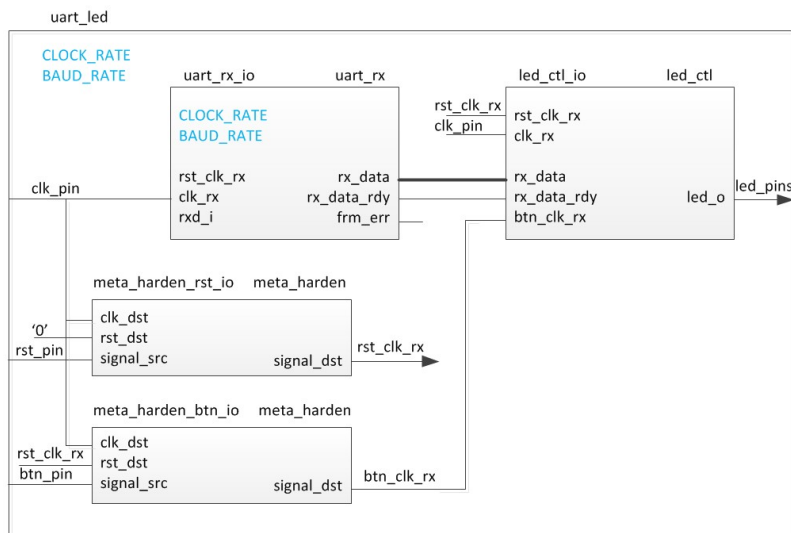 uart_led
CLOCK_RATE
BAUD_RATE
uart_rx_io uart_rx
CLOCK_RATE
BAUD_RATE
rst_clk_rx
clk_rx
rxd_i
rx_data
rx_data_rdy
frm_err
clk_pin
led_ctl_io led_ctl
rst_clk_rx
clk_pin
rst_clk_rx
clk_rx
rx_data
rx_data_rdy
btn_clk_rx
led_o
led_pins
meta_harden_rst_io meta_harden
clk_dst
rst_dst
signal_src
signal_dst
‘0’
rst_pin
rst_clk_rx
meta_harden_btn_io meta_harden
clk_dst
rst_dst
signal_src
signal_dst
rst_clk_rx
btn_pin
btn_clk_rx